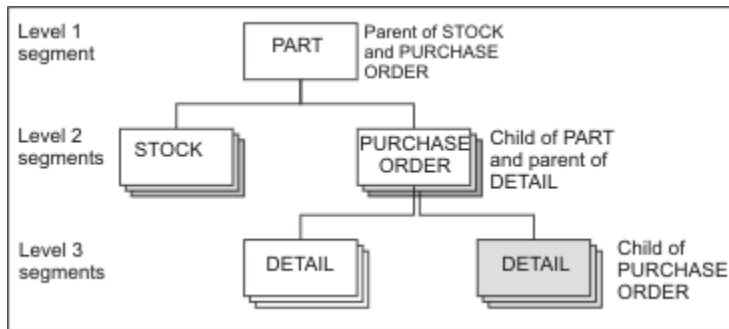 Level 1
segment
PART
Parent of STOCK
and PURCHASE
ORDER
Level 2
segments
STOCK
PURCHASE
ORDER
Child of PART
and parent of
DETAIL
Level 3
segments
DETAIL
DETAIL
Child of
PURCHASE
ORDER